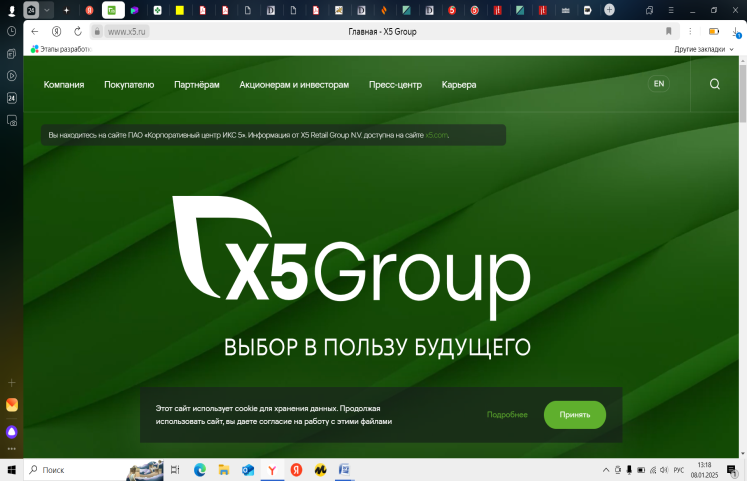 24
www.x5.ru
Главная - X5 Group
Этапы разработк
Другие закладки
24
Компания Покупателю Партнёрам Акционерам и инвесторам Пресс-центр Карьера EN
Вы находитесь на сайте ПАО «Корпоративный центр ИКС 5». Информация от X5 Retail Group N.V. доступна на сайте x5.com.
X5Group
ВЫБОР В ПОЛЬЗУ БУДУЩЕГО
Этот сайт использует cookie для хранения данных. Продолжая
использовать сайт, вы даете согласие на работу с этими файлами
Подробнее
Принять
Поиск
РУС
13:18
08.01.2025